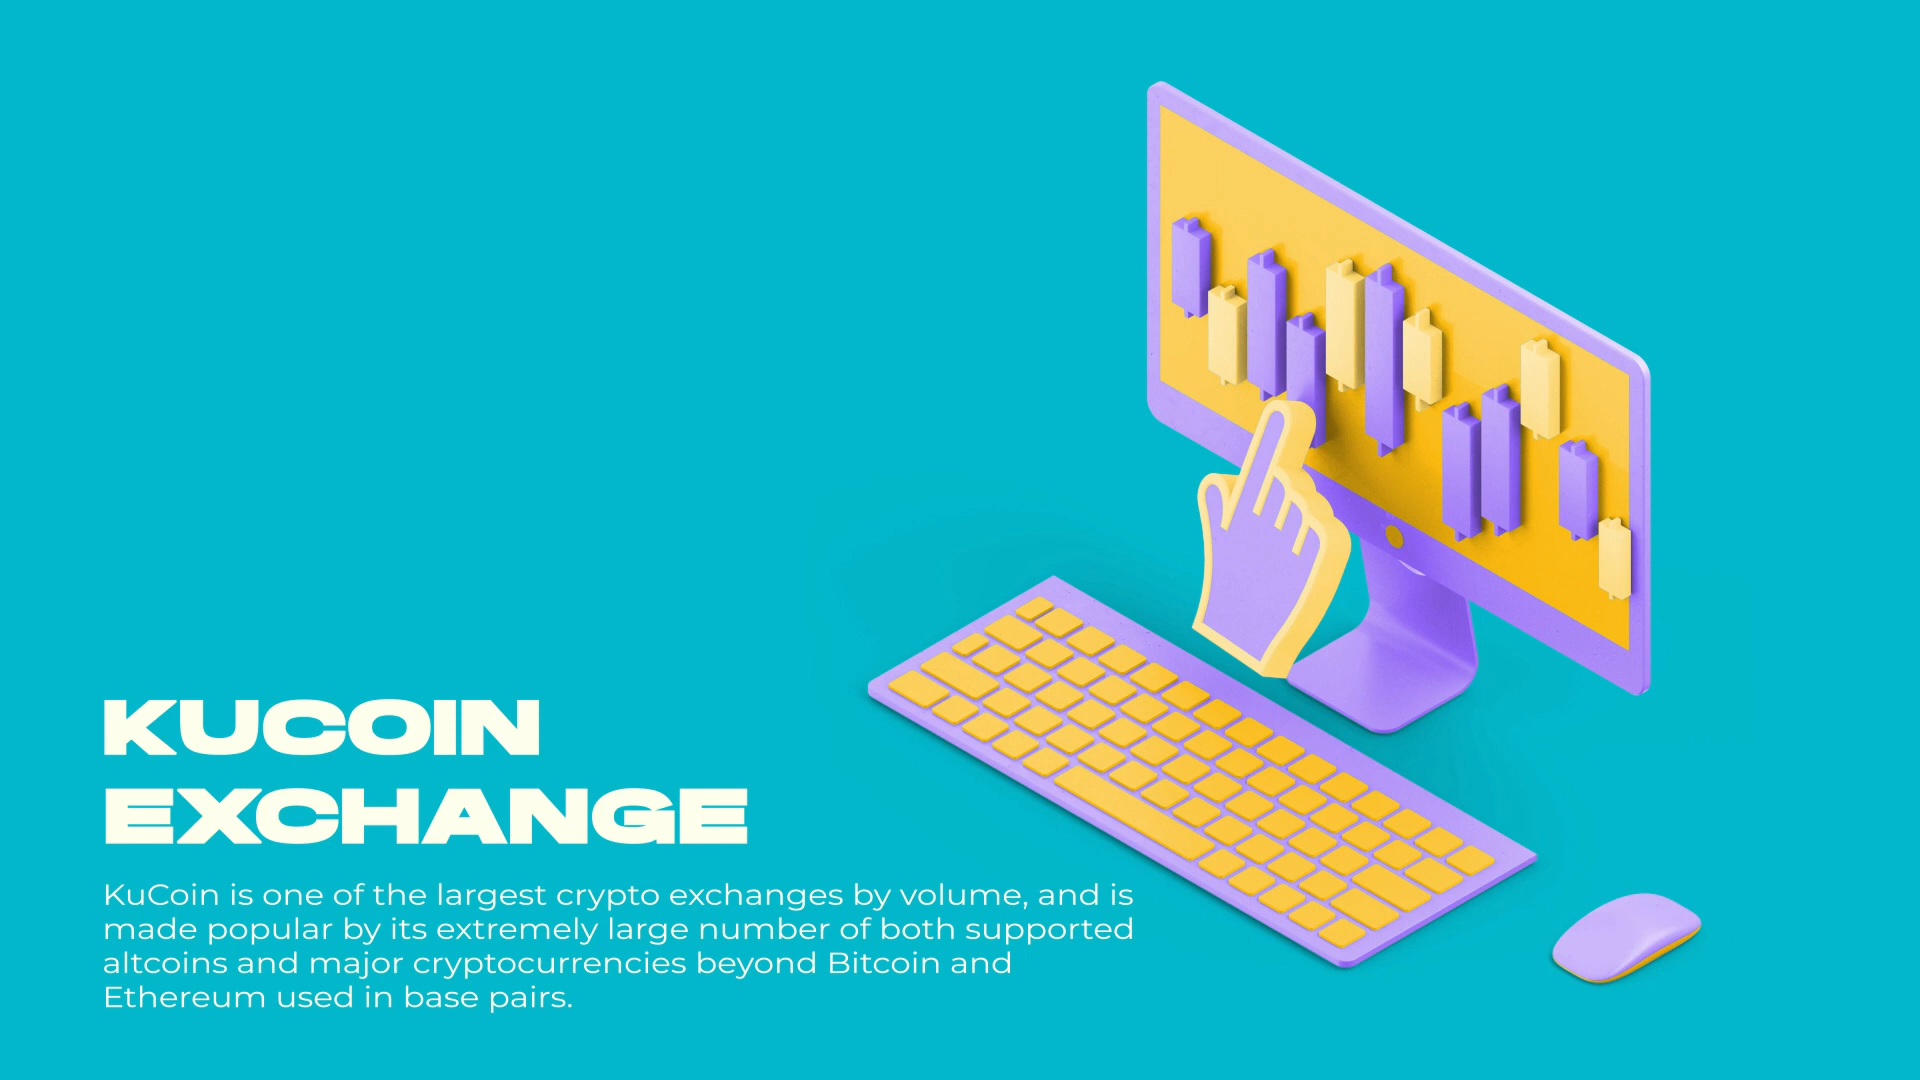 KUCOIN
EXCHANGE
KuCoin is one of the largest crypto exchanges by volume, and is
made popular by its extremely large number of both supported
altcoins and major cryptocurrencies beyond Bitcoin and
Ethereum used in base pairs.